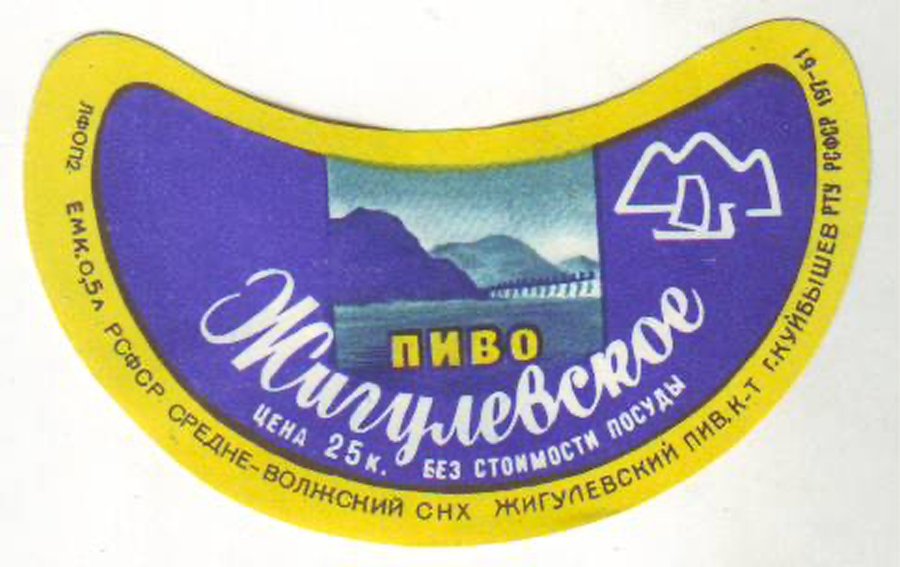 ПИВО
Жигулевское
ЦЕНА 25 к. БЕЗ СТОИМОСТИ ПОСУДЫ
ЛФОП2 ЕМК. 0,5 л РСФСР СРЕДНЕ-ВОЛЖСКИЙ СНХ ЖИГУЛЕВСКИЙ ПИВ. К-Т Г. КУЙБЫШЕВ РТУ РСФСР 197-61